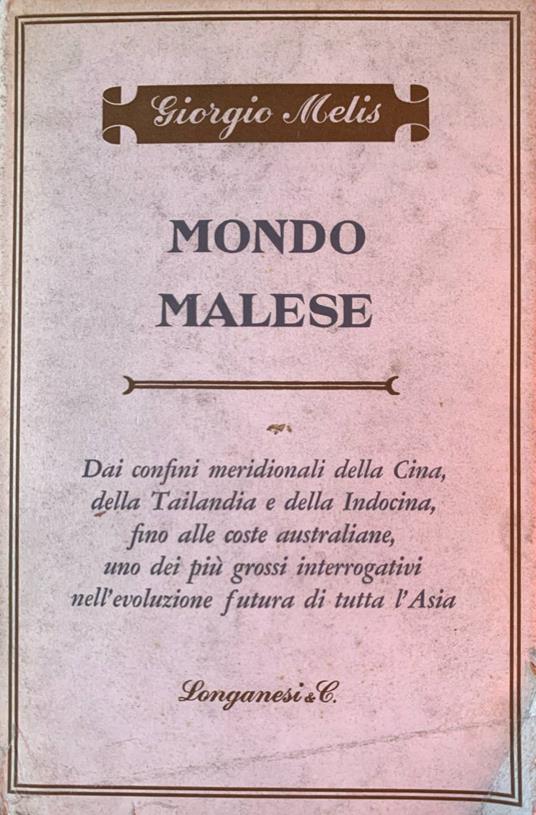 Giorgio Melis
MONDO
MALESE
Dai confini meridionali della Cina,
della Tailandia e della Indocina,
fino alle coste australiane,
uno dei più grossi interrogativi
nell'evoluzione futura di tutta l'Asia
Longanesi & C.